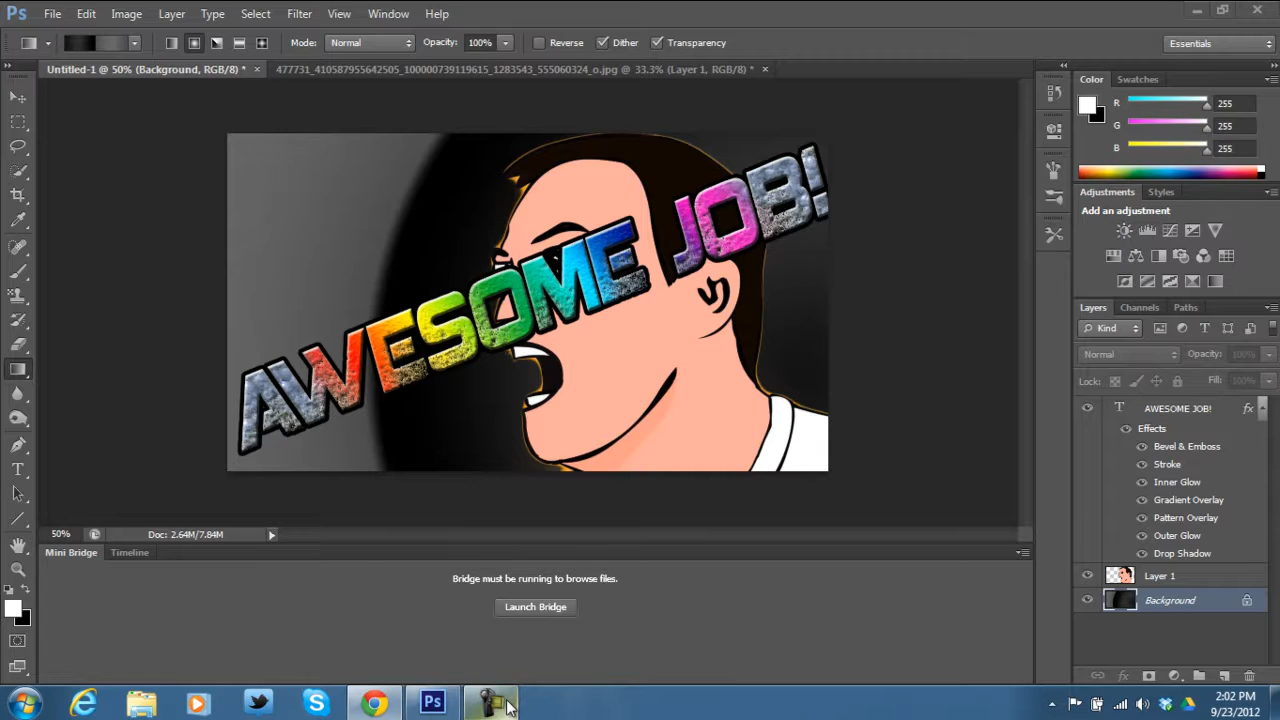 Ps File Edit Image Layer Type Select Filter View Window Help
Mode: Normal Opacity: 100% Reverse Dither Transparency Essentials
Untitled-1 @ 50% (Background, RGB/8) * × 477731_410587955642505_100000739119615_1283543_555060324_o.jpg @ 33.3% (Layer 1, RGB/8) * ×
Color Swatches
R 255
G 255
B 255
Adjustments Styles
Add an adjustment
AWESOME JOB!
Layers Channels Paths
Kind
Normal Opacity: 100%
Lock: Fill: 100%
T AWESOME JOB! fx
Effects
Bevel & Emboss
Stroke
Inner Glow
Gradient Overlay
Pattern Overlay
Outer Glow
Drop Shadow
Layer 1
Background
50% Doc: 2.64M/7.84M
Mini Bridge Timeline
Bridge must be running to browse files.
Launch Bridge
Ps
2:02 PM
9/23/2012